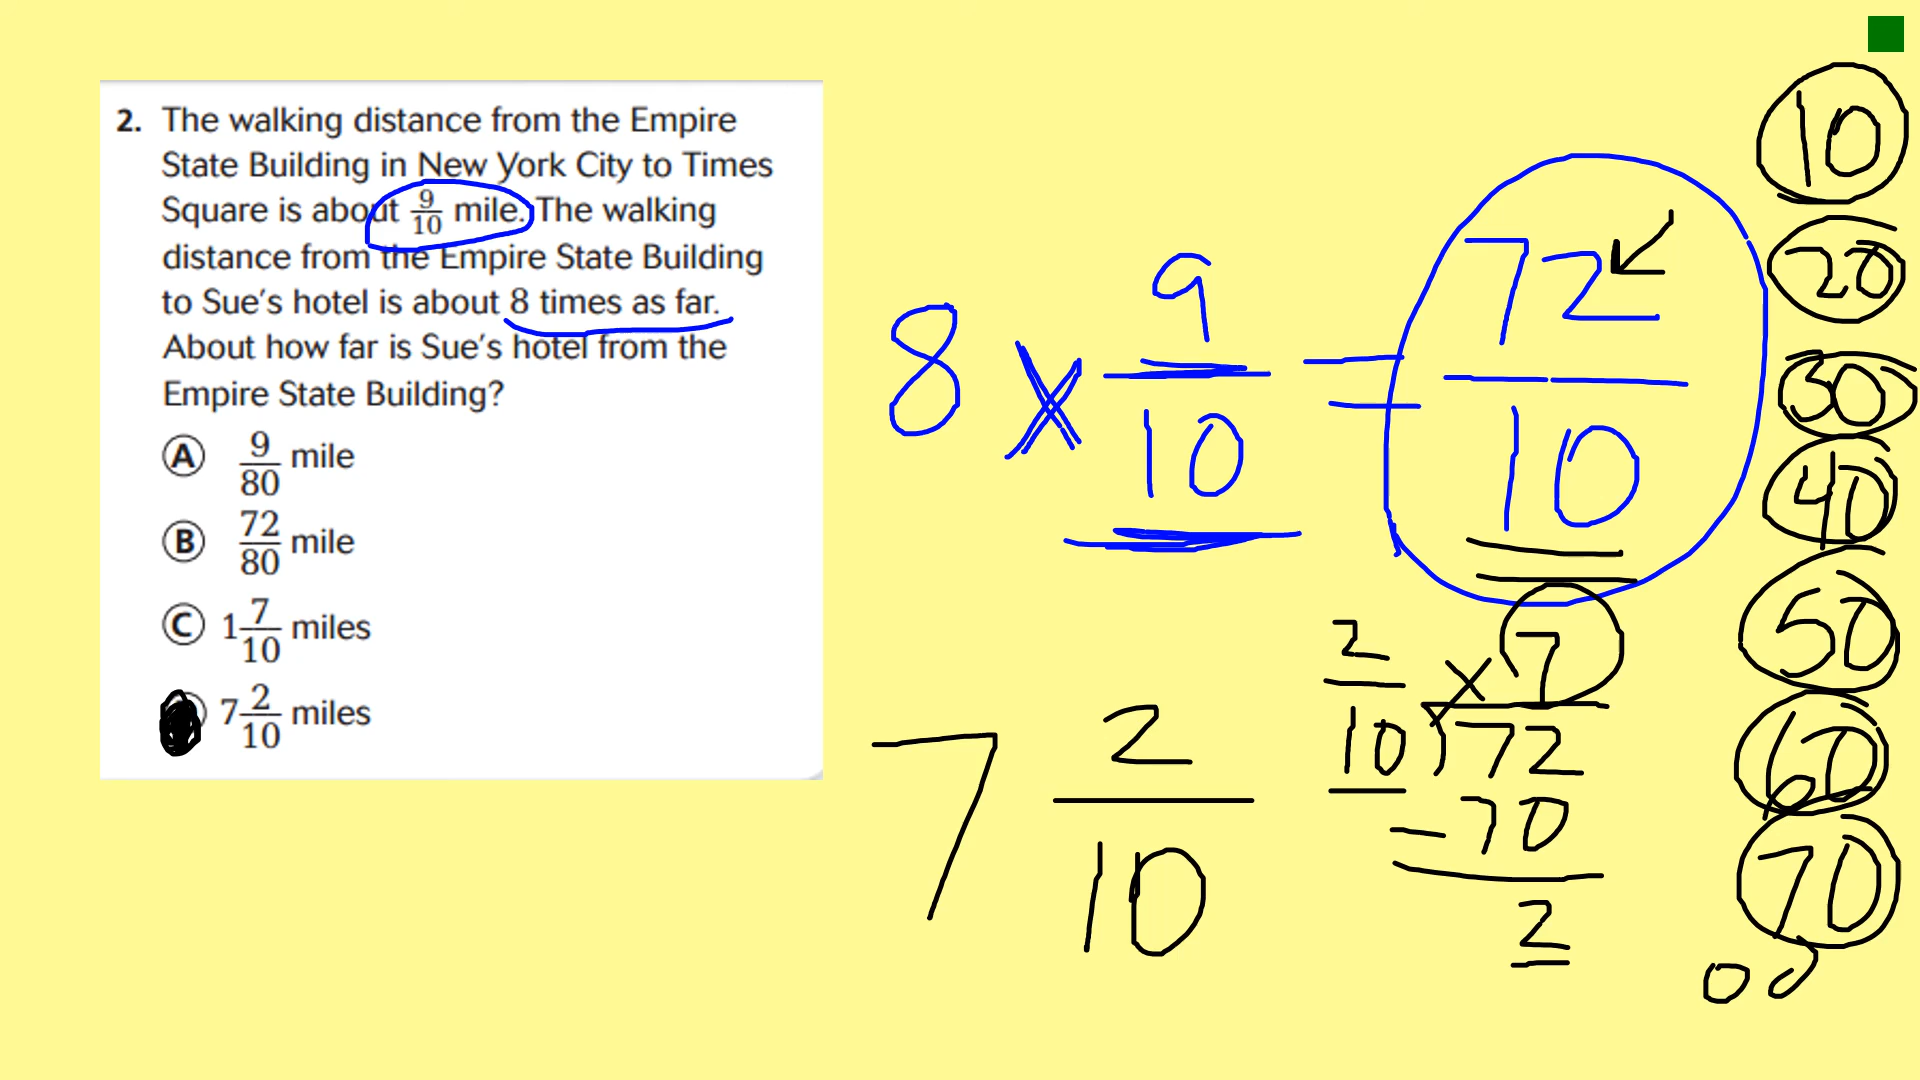 2. The walking distance from the Empire
State Building in New York City to Times
Square is about 9/10 mile. The walking
distance from the Empire State Building
to Sue's hotel is about 8 times as far.
About how far is Sue's hotel from the
Empire State Building?
A 9/80 mile
B 72/80 mile
C 1 7/10 miles
7 2/10 miles
8 x 9/10 = 72/10
7 2/10
2 x 7
10)72
-70
2
10
20
30
40
50
60
70